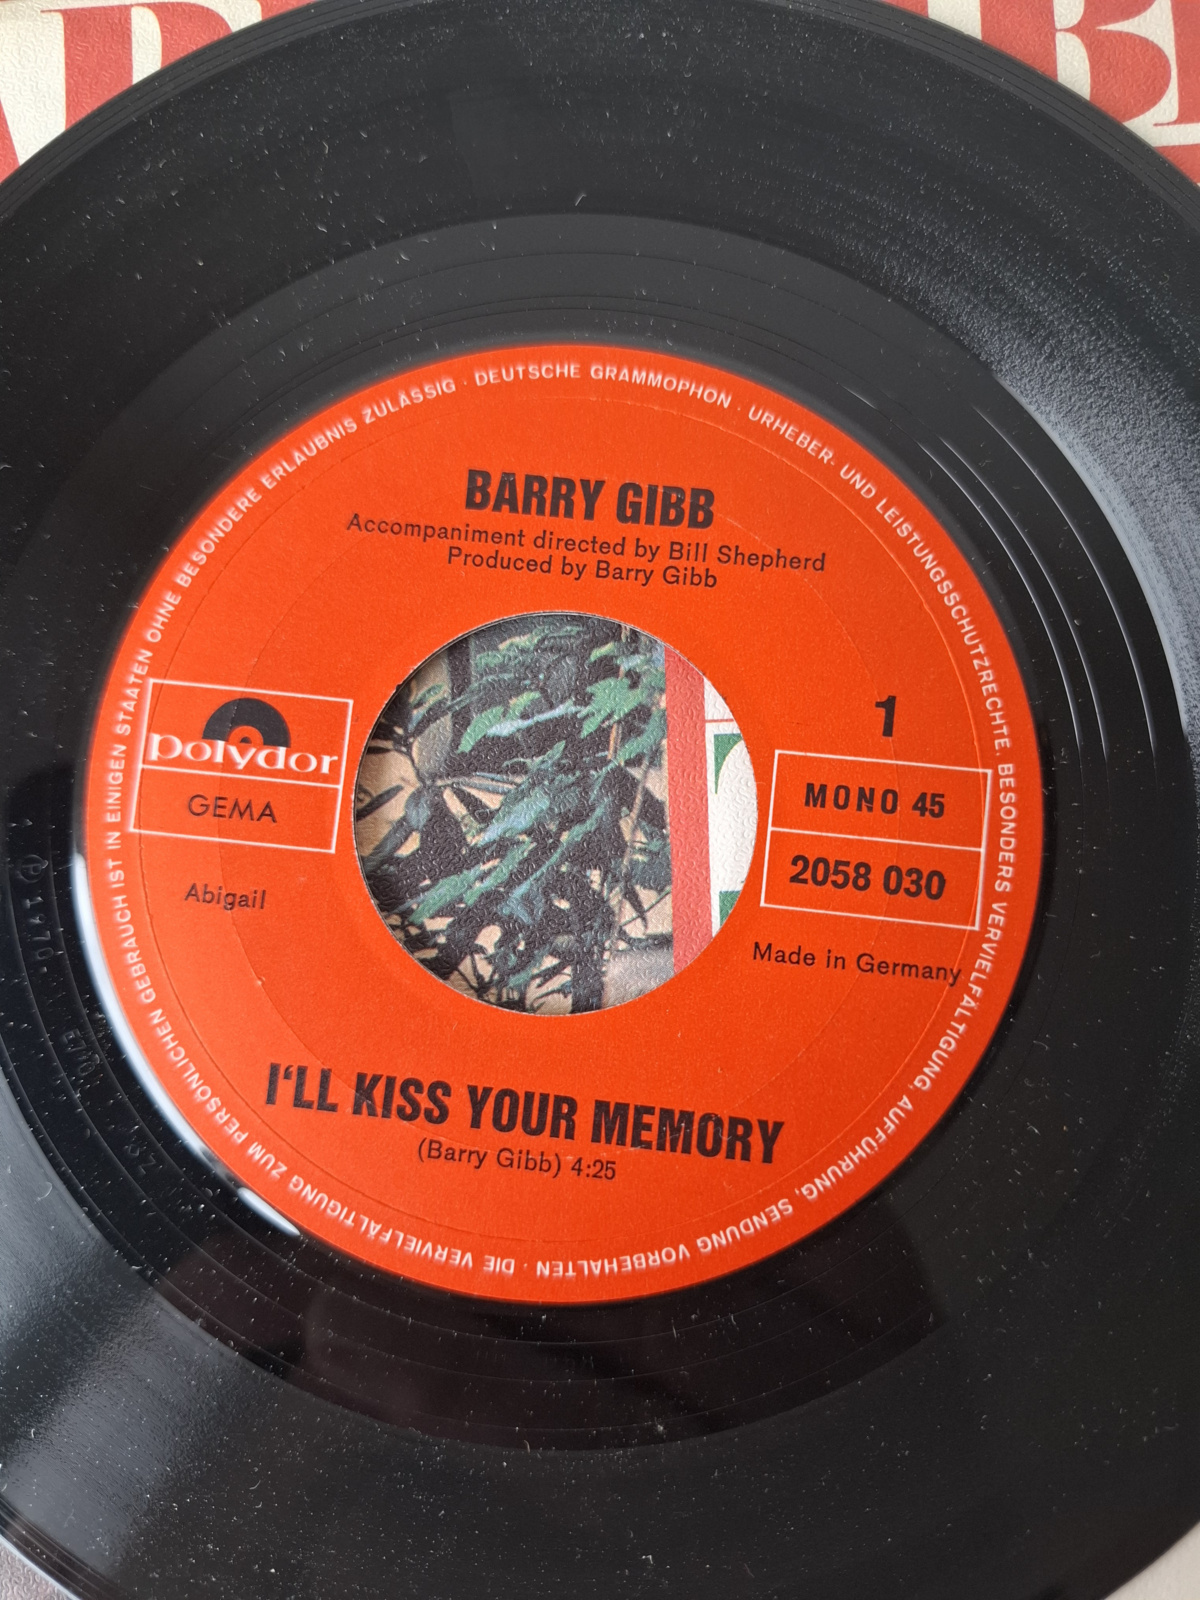 DEUTSCHE GRAMMOPHON · URHEBER- UND LEISTUNGSSCHUTZRECHTE, BESONDERS VERVIELFÄLTIGUNG, AUFFÜHRUNG, SENDUNG VORBEHALTEN · DIE VERVIELFÄLTIGUNG ZUM PERSÖNLICHEN GEBRAUCH IST IN EINIGEN STAATEN OHNE BESONDERE ERLAUBNIS ZULÄSSIG ·
BARRY GIBB
Accompaniment directed by Bill Shepherd
Produced by Barry Gibb
polydor
GEMA
Abigail
1
MONO 45
2058 030
Made in Germany
I'LL KISS YOUR MEMORY
(Barry Gibb) 4:25
℗ 1970